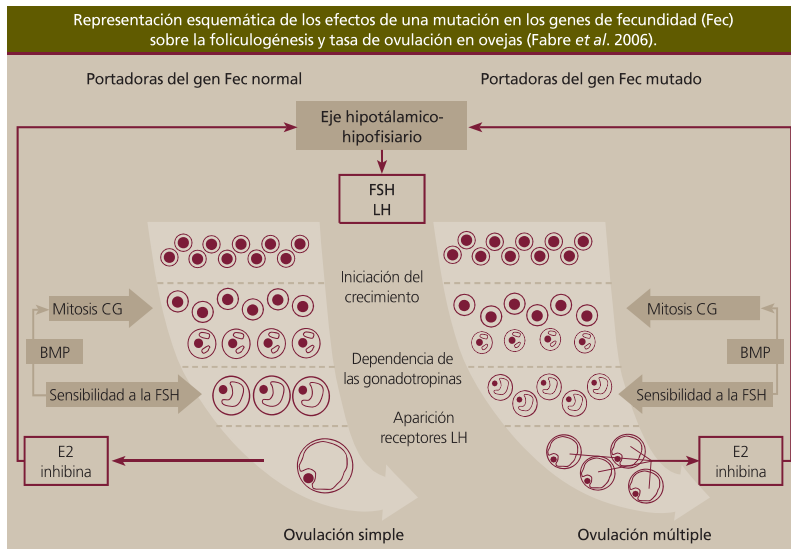 Representación esquemática de los efectos de una mutación en los genes de fecundidad (Fec)
sobre la foliculogénesis y tasa de ovulación en ovejas (Fabre et al. 2006).
Portadoras del gen Fec normal
Portadoras del gen Fec mutado
Eje hipotálamico-
hipofisiario
FSH
LH
Iniciación del
crecimiento
Mitosis CG
Mitosis CG
BMP
BMP
Dependencia de
las gonadotropinas
Sensibilidad a la FSH
Sensibilidad a la FSH
Aparición
receptores LH
E2
inhibina
E2
inhibina
Ovulación simple
Ovulación múltiple